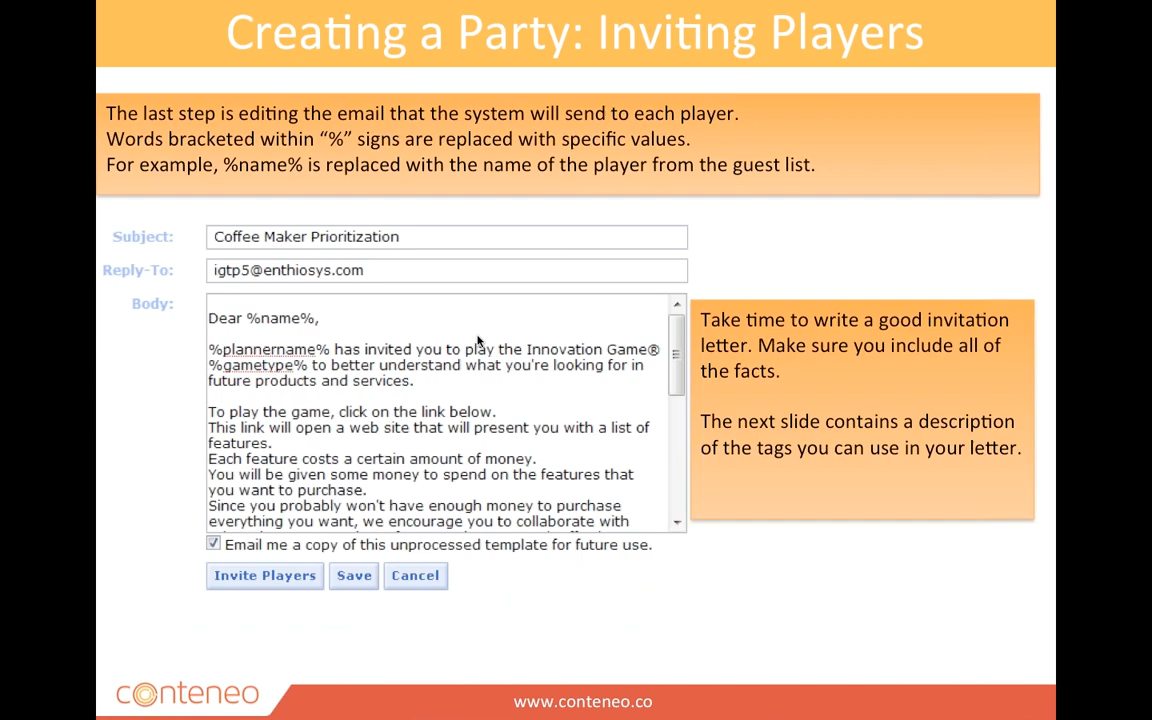 Creating a Party: Inviting Players
The last step is editing the email that the system will send to each player.
Words bracketed within “%” signs are replaced with specific values.
For example, %name% is replaced with the name of the player from the guest list.
Subject:
Coffee Maker Prioritization
Reply-To:
igtp5@enthiosys.com
Body:
Dear %name%,
%plannername% has invited you to play the Innovation Game®
%gametype% to better understand what you're looking for in
future products and services.
To play the game, click on the link below.
This link will open a web site that will present you with a list of
features.
Each feature costs a certain amount of money.
You will be given some money to spend on the features that
you want to purchase.
Since you probably won't have enough money to purchase
everything you want, we encourage you to collaborate with
Email me a copy of this unprocessed template for future use.
Invite Players
Save
Cancel
Take time to write a good invitation
letter. Make sure you include all of
the facts.
The next slide contains a description
of the tags you can use in your letter.
conteneo
www.conteneo.co